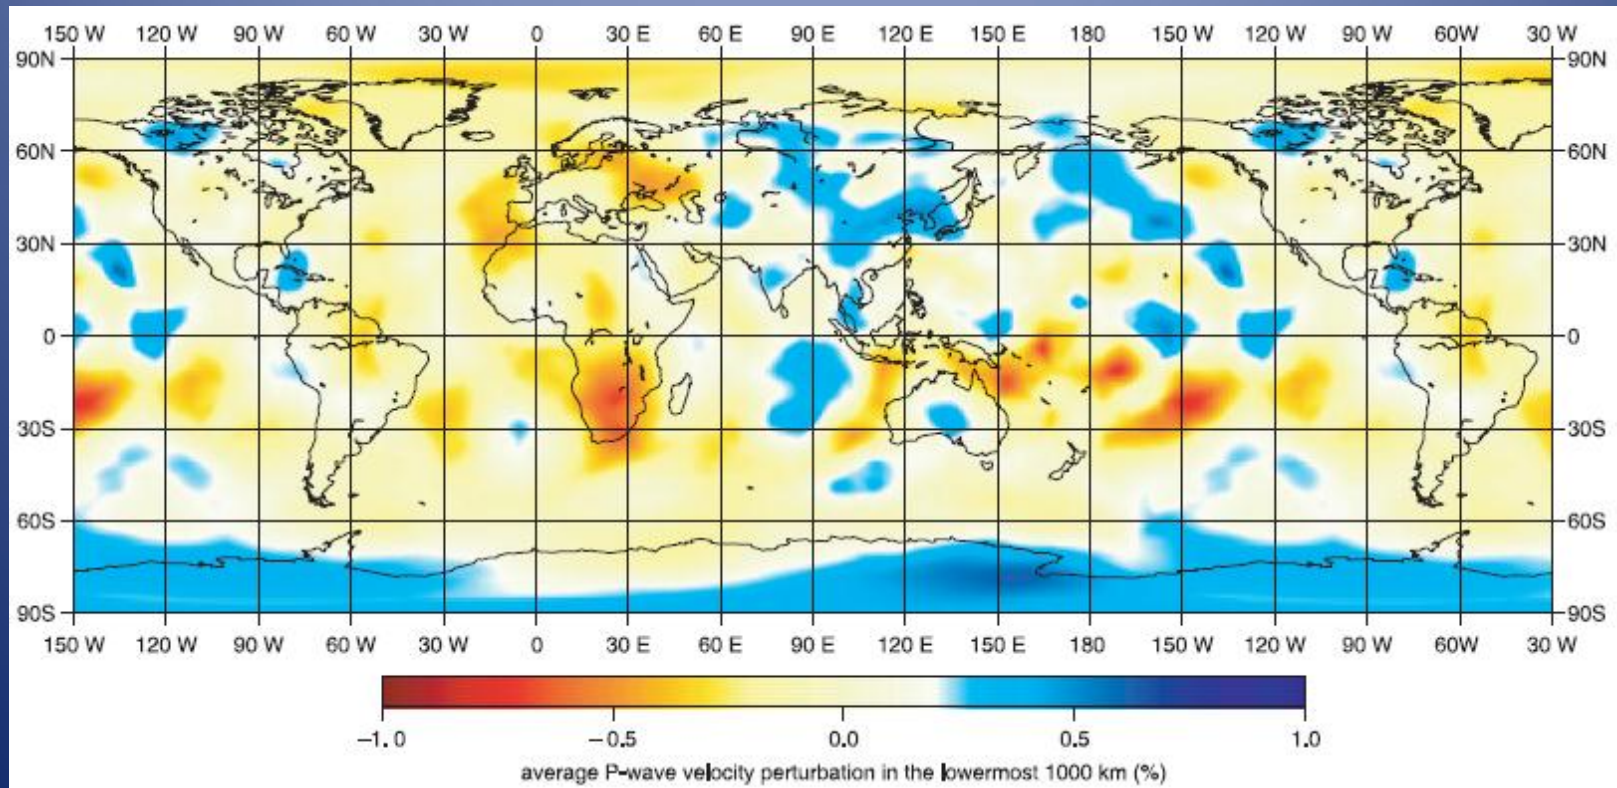 150 W 120 W 90 W 60 W 30 W 0 30 E 60 E 90 E 120 E 150 E 180 150 W 120 W 90 W 60W 30 W
90N 90N
60N 60N
30N 30N
0 0
30S 30S
60S 60S
90S 90S
150 W 120 W 90 W 60 W 30 W 0 30 E 60 E 90 E 120 E 150 E 180 150 W 120 W 90 W 60W 30 W
−1. 0 −0.5 0.0 0.5 1.0
average P-wave velocity perturbation in the lowermost 1000 km (%)